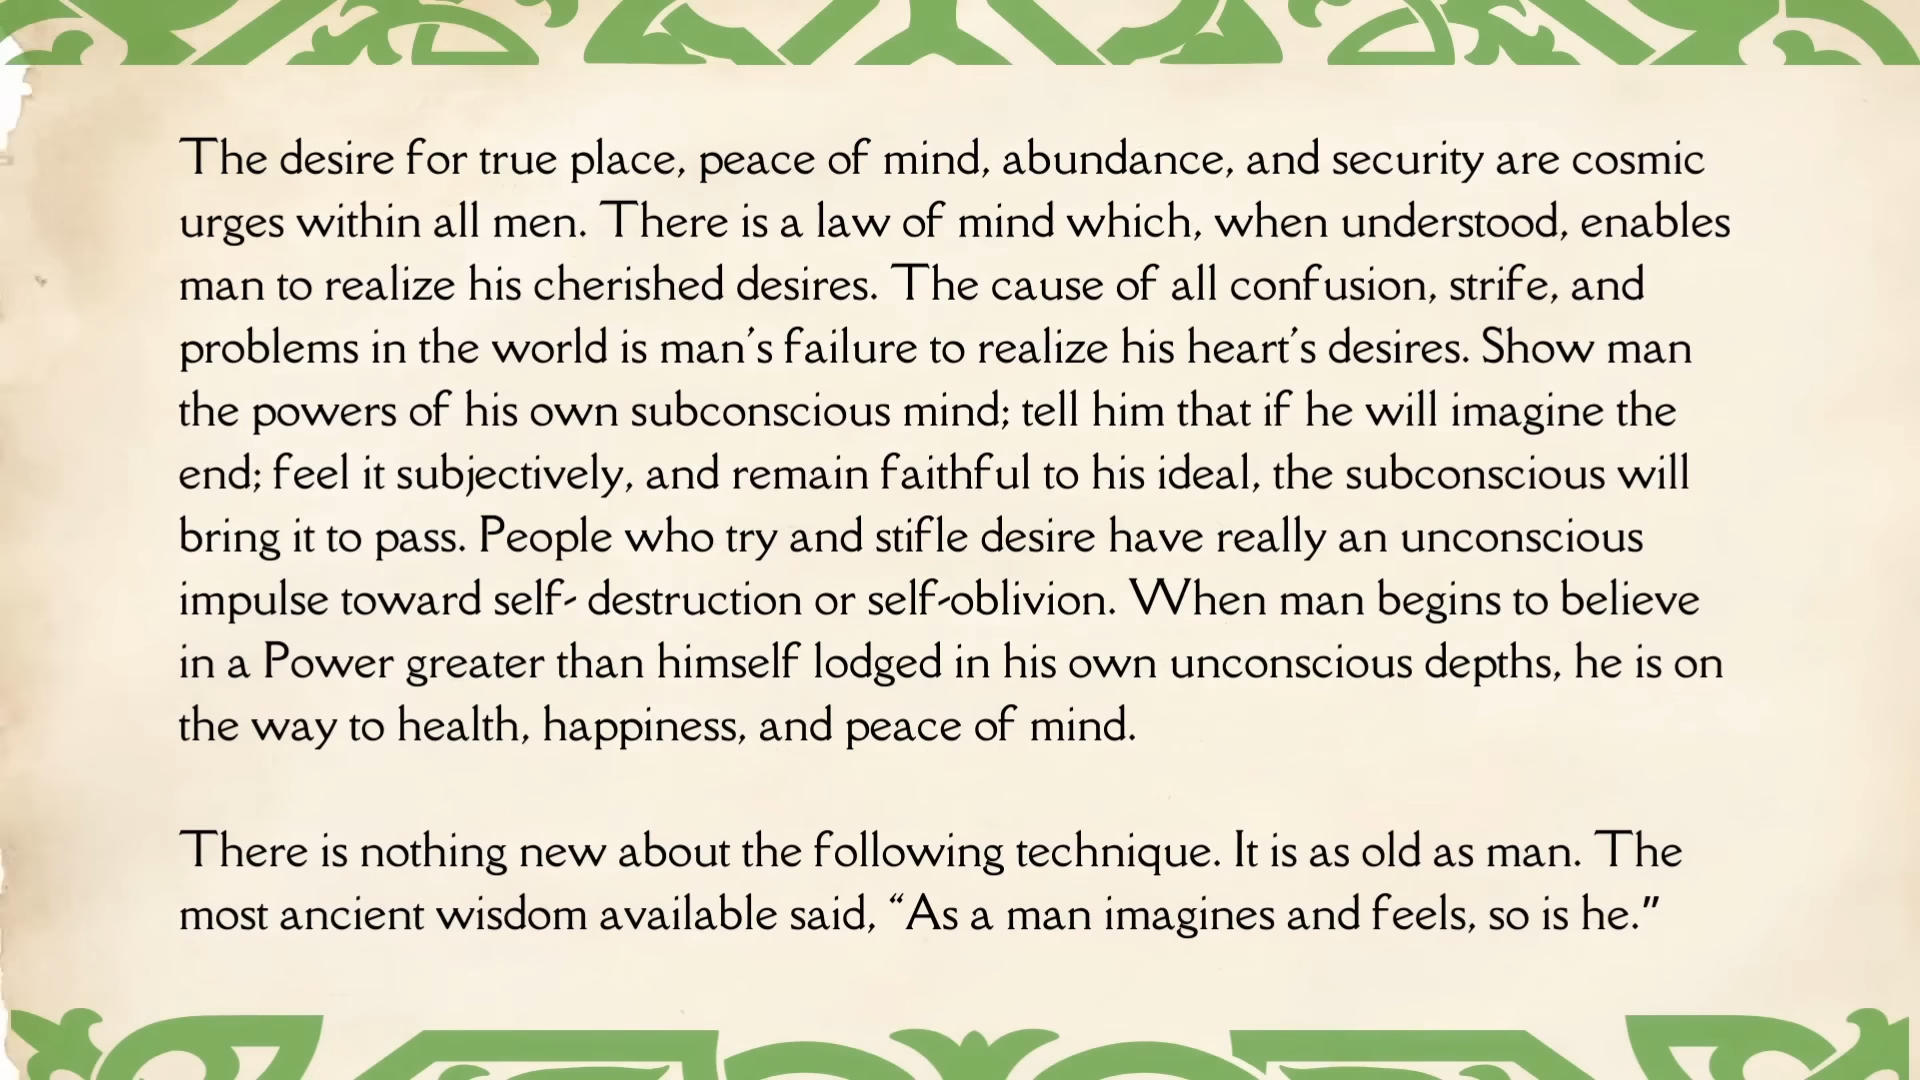 The desire for true place, peace of mind, abundance, and security are cosmic
urges within all men. There is a law of mind which, when understood, enables
man to realize his cherished desires. The cause of all confusion, strife, and
problems in the world is man’s failure to realize his heart’s desires. Show man
the powers of his own subconscious mind; tell him that if he will imagine the
end; feel it subjectively, and remain faithful to his ideal, the subconscious will
bring it to pass. People who try and stifle desire have really an unconscious
impulse toward self- destruction or self-oblivion. When man begins to believe
in a Power greater than himself lodged in his own unconscious depths, he is on
the way to health, happiness, and peace of mind.
There is nothing new about the following technique. It is as old as man. The
most ancient wisdom available said, “As a man imagines and feels, so is he.”